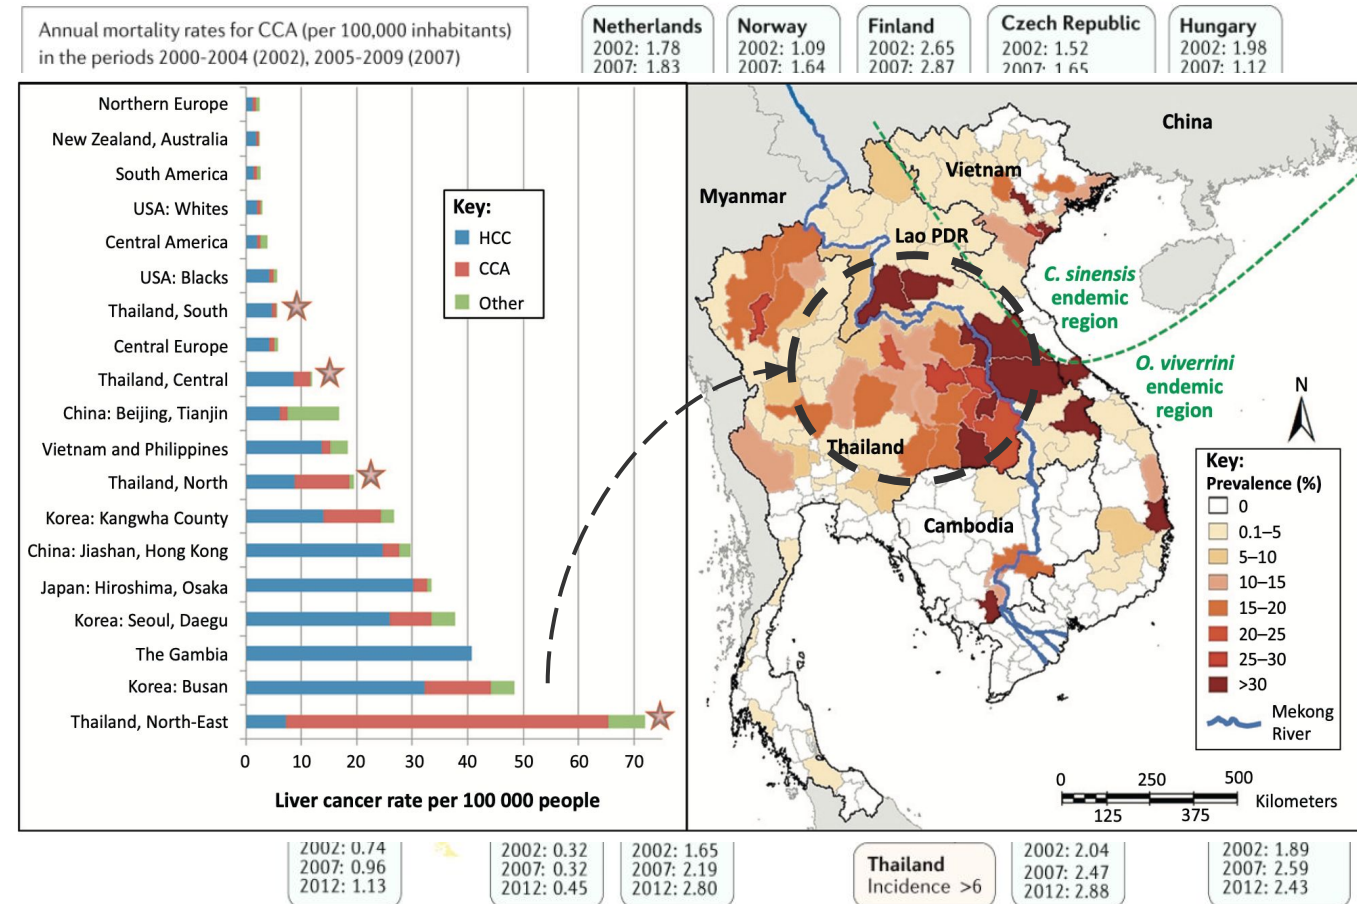 Annual mortality rates for CCA (per 100,000 inhabitants)
in the periods 2000-2004 (2002), 2005-2009 (2007)
Netherlands
2002: 1.78
2007: 1.83
Norway
2002: 1.09
2007: 1.64
Finland
2002: 2.65
2007: 2.87
Czech Republic
2002: 1.52
2007: 1.65
Hungary
2002: 1.98
2007: 1.12
Northern Europe
New Zealand, Australia
South America
USA: Whites
Central America
USA: Blacks
Thailand, South
Central Europe
Thailand, Central
China: Beijing, Tianjin
Vietnam and Philippines
Thailand, North
Korea: Kangwha County
China: Jiashan, Hong Kong
Japan: Hiroshima, Osaka
Korea: Seoul, Daegu
The Gambia
Korea: Busan
Thailand, North-East
0 10 20 30 40 50 60 70
Liver cancer rate per 100 000 people
Key:
HCC
CCA
Other
China
Vietnam
Myanmar
Lao PDR
C. sinensis
endemic
region
O. viverrini
endemic
region
N
Thailand
Cambodia
Key:
Prevalence (%)
0
0.1–5
5–10
10–15
15–20
20–25
25–30
>30
Mekong
River
0 250 500
Kilometers
125 375
2002: 0.74
2007: 0.96
2012: 1.13
2002: 0.32
2007: 0.32
2012: 0.45
2002: 1.65
2007: 2.19
2012: 2.80
Thailand
Incidence >6
2002: 2.04
2007: 2.47
2012: 2.88
2002: 1.89
2007: 2.59
2012: 2.43